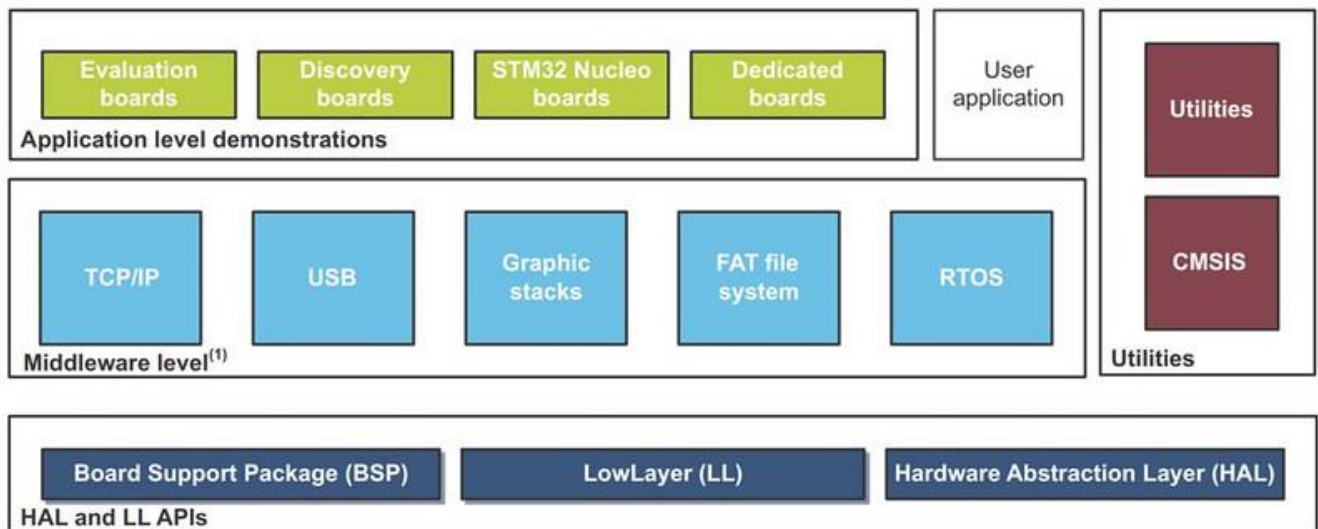 Evaluation
boards
Discovery
boards
STM32 Nucleo
boards
Dedicated
boards
Application level demonstrations
User
application
Utilities
CMSIS
Utilities
TCP/IP
USB
Graphic
stacks
FAT file
system
RTOS
Middleware level(1)
Board Support Package (BSP)
LowLayer (LL)
Hardware Abstraction Layer (HAL)
HAL and LL APIs